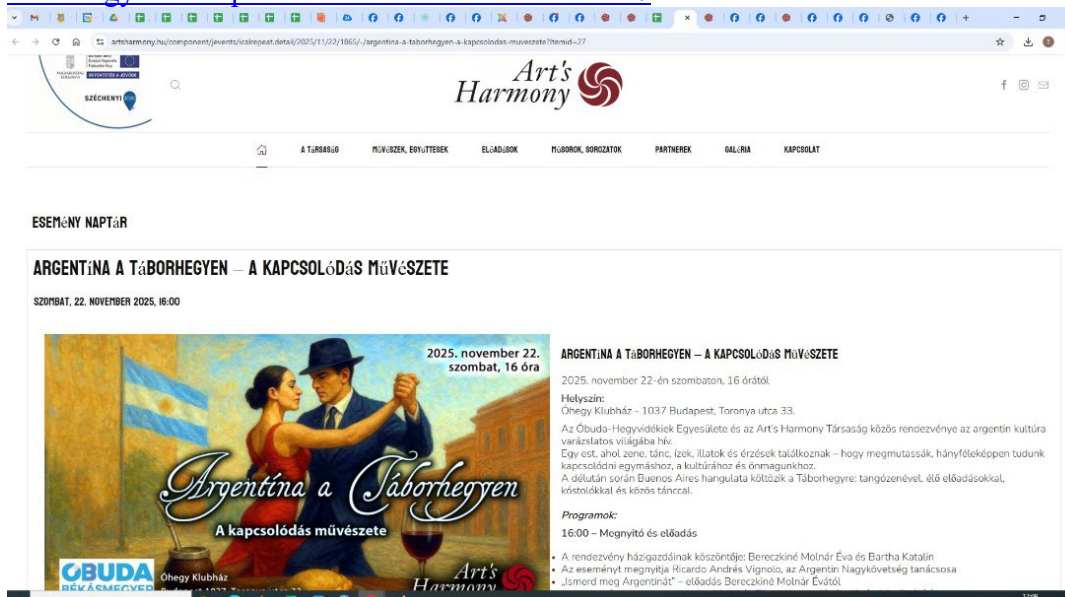 artsharmony.hu/component/jevents/icalrepeat.detail/2025/11/22/1865/-/argentina-a-taborhegyen-a-kapcsolodas-muveszete?Itemid=27
SZÉCHENYI
BEFEKTETÉS A JÖVŐBE
Art's
Harmony
A TáRSASáG
MűVéSZEK, EGYüTTESEK
ELőADáSOK
MűSOROK, SOROZATOK
PARTNEREK
GALéRIA
KAPCSOLAT
ESEMéNY NAPTáR
ARGENTíNA A TáBORHEGYEN – A KAPCSOLóDáS MűVéSZETE
SZOMBAT, 22. NOVEMBER 2025, 16:00
2025. november 22.
szombat, 16 óra
Argentína a Táborhegyen
A kapcsolódás művészete
ÓBUDA
BÉKÁSMEGYER
Óhegy Klubház
Art's
Harmony
ARGENTíNA A TáBORHEGYEN – A KAPCSOLóDáS MűVéSZETE
2025. november 22-én szombaton, 16 órától
Helyszín:
Óhegy Klubház - 1037 Budapest, Toronya utca 33.
Az Óbuda-Hegyvidékiek Egyesülete és az Art's Harmony Társaság közös rendezvénye az argentin kultúra
varázslatos világába hív.
Egy est, ahol zene, tánc, ízek, illatok és érzések találkoznak – hogy megmutassák, hányféleképpen tudunk
kapcsolódni egymáshoz, a kultúrához és önmagunkhoz.
A délután során Buenos Aires hangulata költözik a Táborhegyre: tangózenével, élő előadásokkal,
kóstolókkal és közös tánccal.
Programok:
16:00 – Megnyitó és előadás
• A rendezvény házigazdáinak köszöntője: Bereczkiné Molnár Éva és Bartha Katalin
• Az eseményt megnyitja Ricardo Andrés Vignolo, az Argentin Nagykövetség tanácsosa
• „Ismerd meg Argentínát" – előadás Bereczkiné Molnár Évától